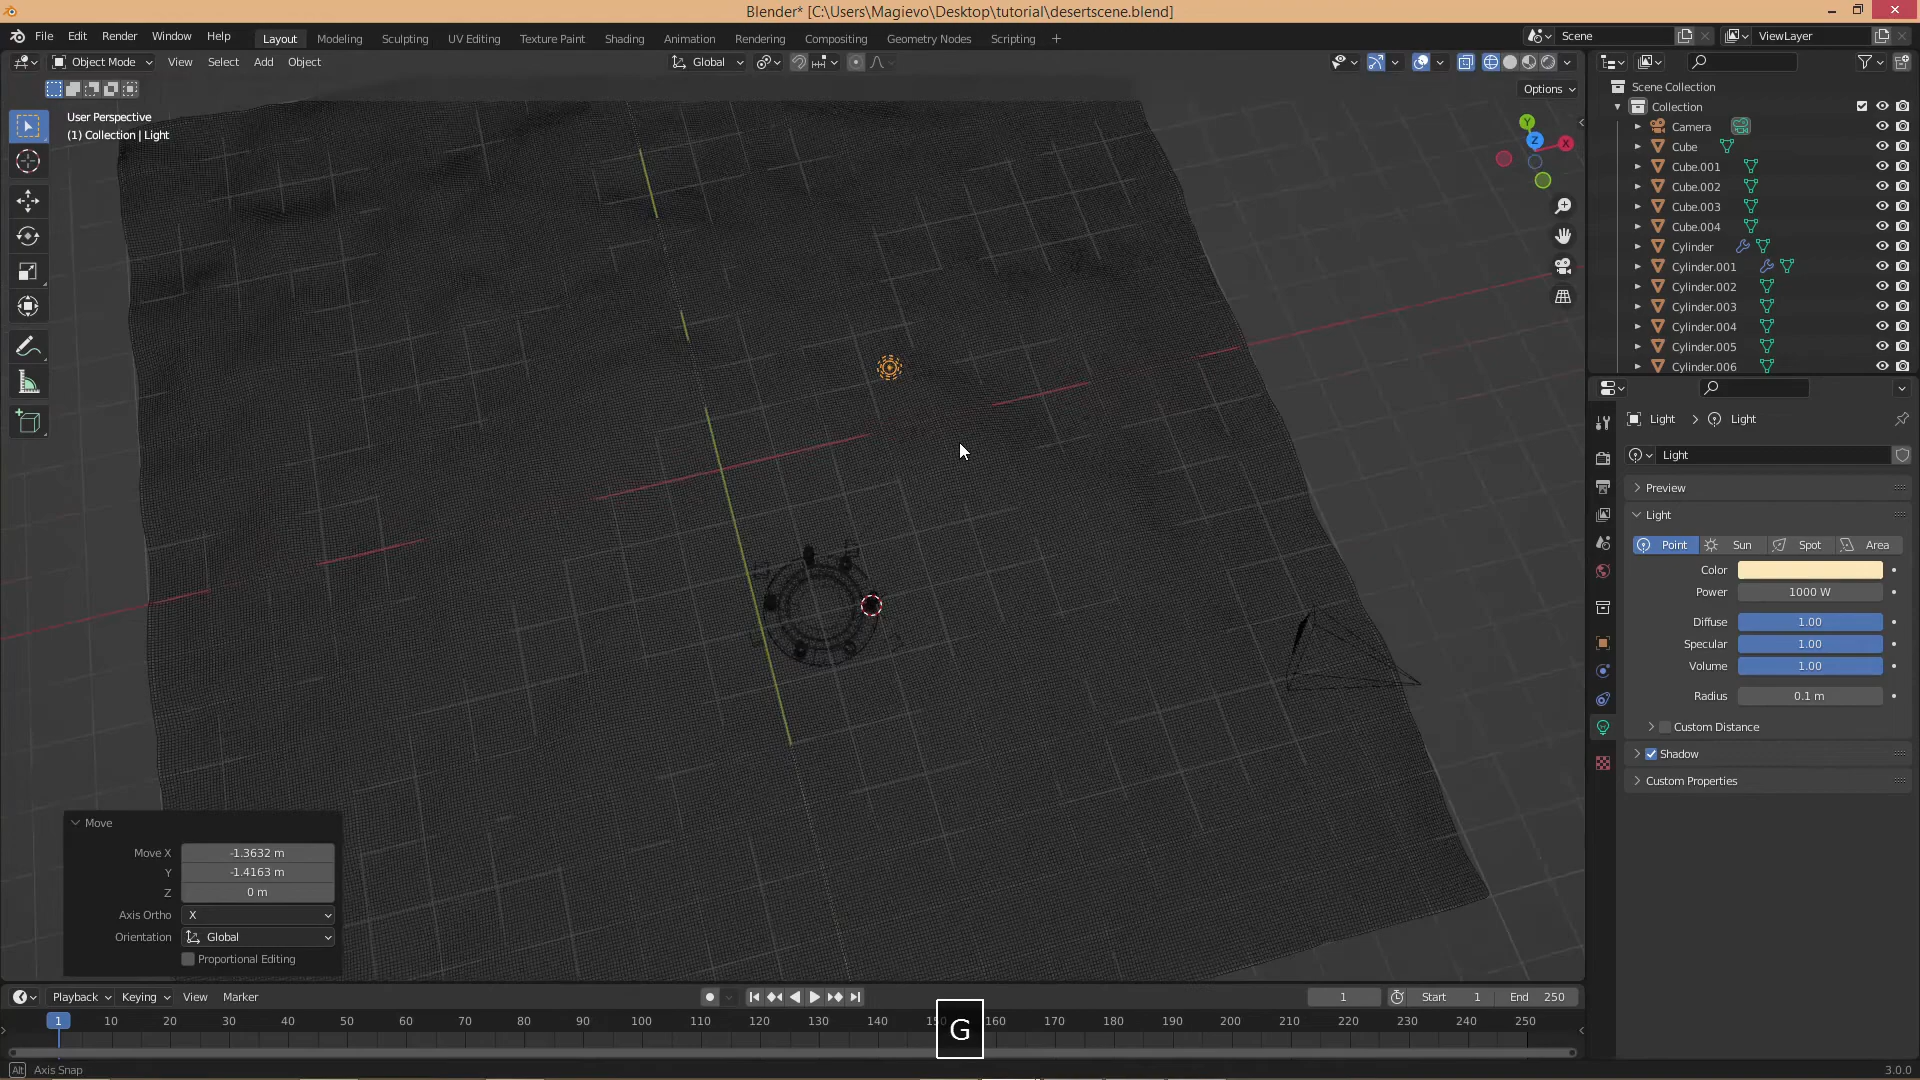 Blender* [C:\Users\Magievo\Desktop\tutorial\desertscene.blend]
File Edit Render Window Help
Layout Modeling Sculpting UV Editing Texture Paint Shading Animation Rendering Compositing Geometry Nodes Scripting +
Scene
ViewLayer
Object Mode View Select Add Object
Global
Options
User Perspective
(1) Collection | Light
Y
Z
X
Scene Collection
Collection
Camera
Cube
Cube.001
Cube.002
Cube.003
Cube.004
Cylinder
Cylinder.001
Cylinder.002
Cylinder.003
Cylinder.004
Cylinder.005
Cylinder.006
Light > Light
Light
Preview
Light
Point Sun Spot Area
Color
Power 1000 W
Diffuse 1.00
Specular 1.00
Volume 1.00
Radius 0.1 m
Custom Distance
Shadow
Custom Properties
Move
Move X -1.3632 m
Y -1.4163 m
Z 0 m
Axis Ortho X
Orientation Global
Proportional Editing
Playback Keying View Marker
1
Start 1
End 250
1 10 20 30 40 50 60 70 80 90 100 110 120 130 140 150 160 170 180 190 200 210 220 230 240 250
G
Alt Axis Snap
3.0.0